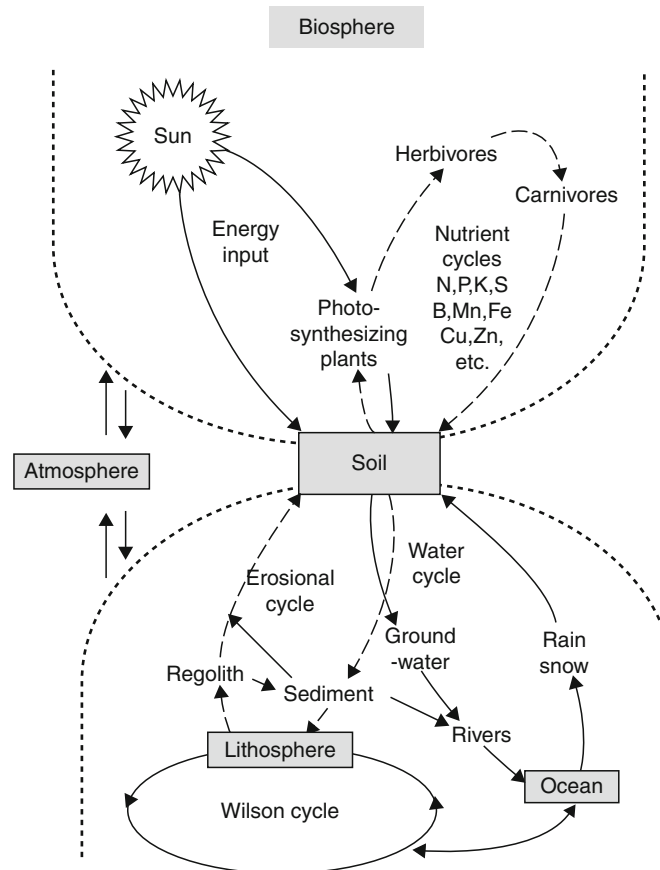 Biosphere
Sun
Herbivores
Carnivores
Energy
input
Nutrient
cycles
N,P,K,S
B,Mn,Fe
Cu,Zn,
etc.
Photo-
synthesizing
plants
Atmosphere
Soil
Erosional
cycle
Water
cycle
Ground
-water
Rain
snow
Regolith
Sediment
Rivers
Lithosphere
Ocean
Wilson cycle